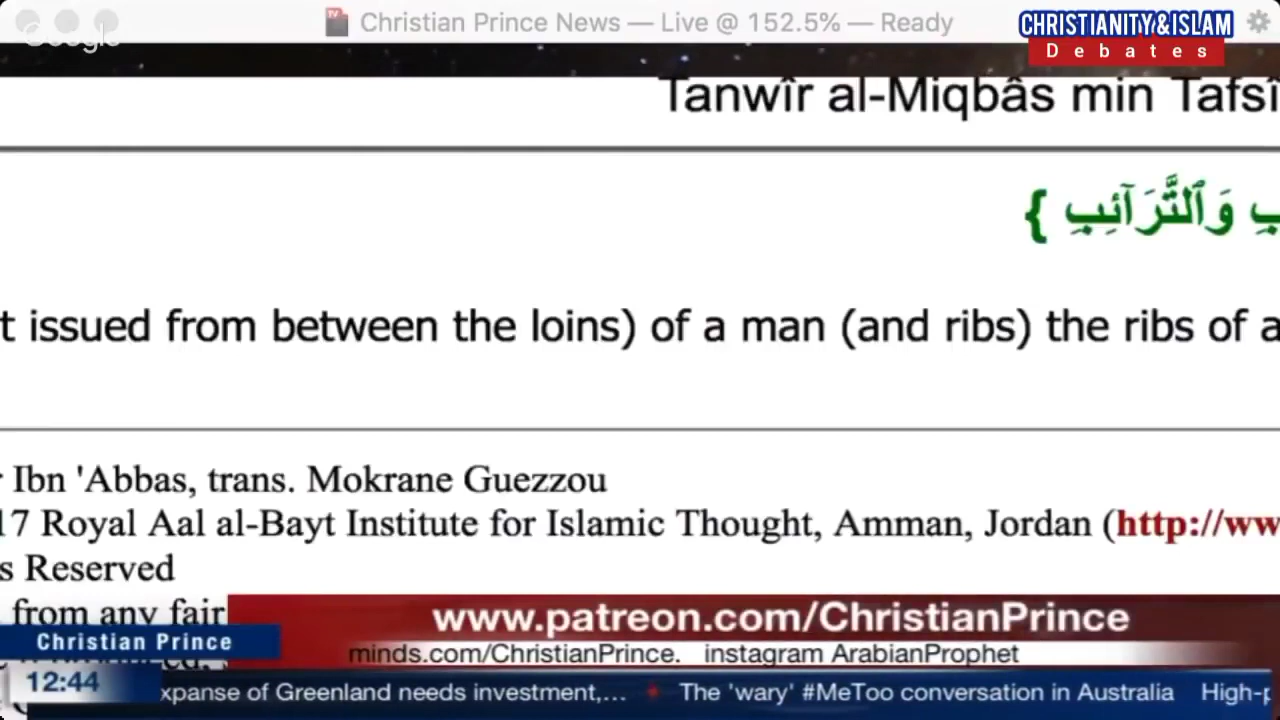 Christian Prince News — Live @ 152.5% — Ready
CHRISTIANITY & ISLAM
Debates
Google
Tanwîr al-Miqbâs min Tafsî
وَٱلتَّرَآئِبِ }
t issued from between the loins) of a man (and ribs) the ribs of a
Ibn 'Abbas, trans. Mokrane Guezzou
17 Royal Aal al-Bayt Institute for Islamic Thought, Amman, Jordan (http://ww
s Reserved
from any fair
www.patreon.com/ChristianPrince
Christian Prince
minds.com/ChristianPrince. instagram ArabianProphet
12:44
xpanse of Greenland needs investment,... The 'wary' #MeToo conversation in Australia High-p